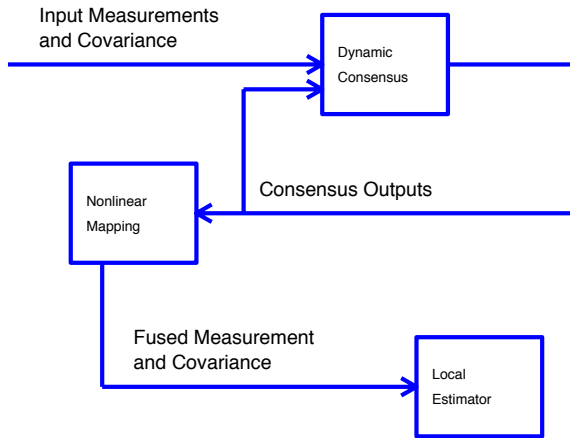 Input Measurements
and Covariance
Dynamic
Consensus
Consensus Outputs
Nonlinear
Mapping
Fused Measurement
and Covariance
Local
Estimator